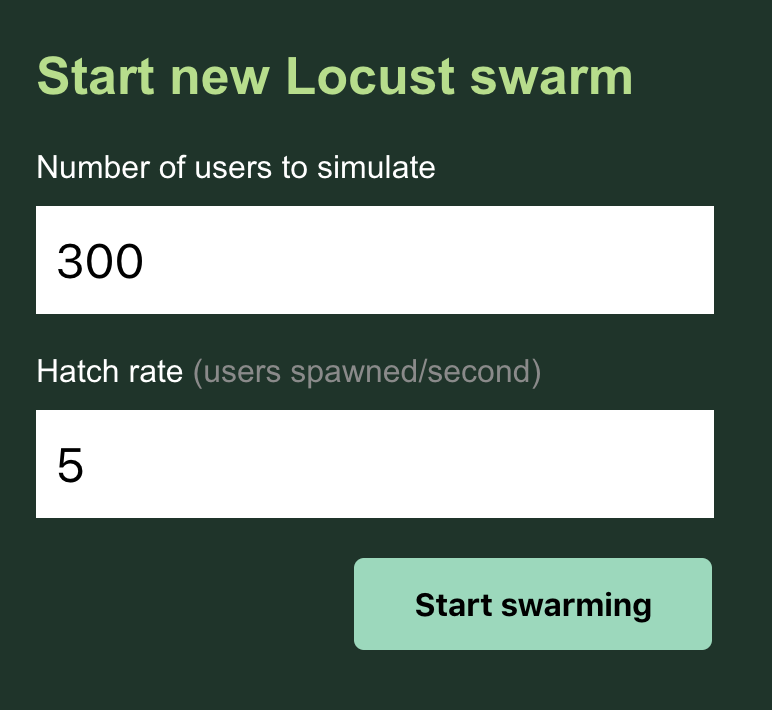 Start new Locust swarm
Number of users to simulate
300
Hatch rate (users spawned/second)
5
Start swarming